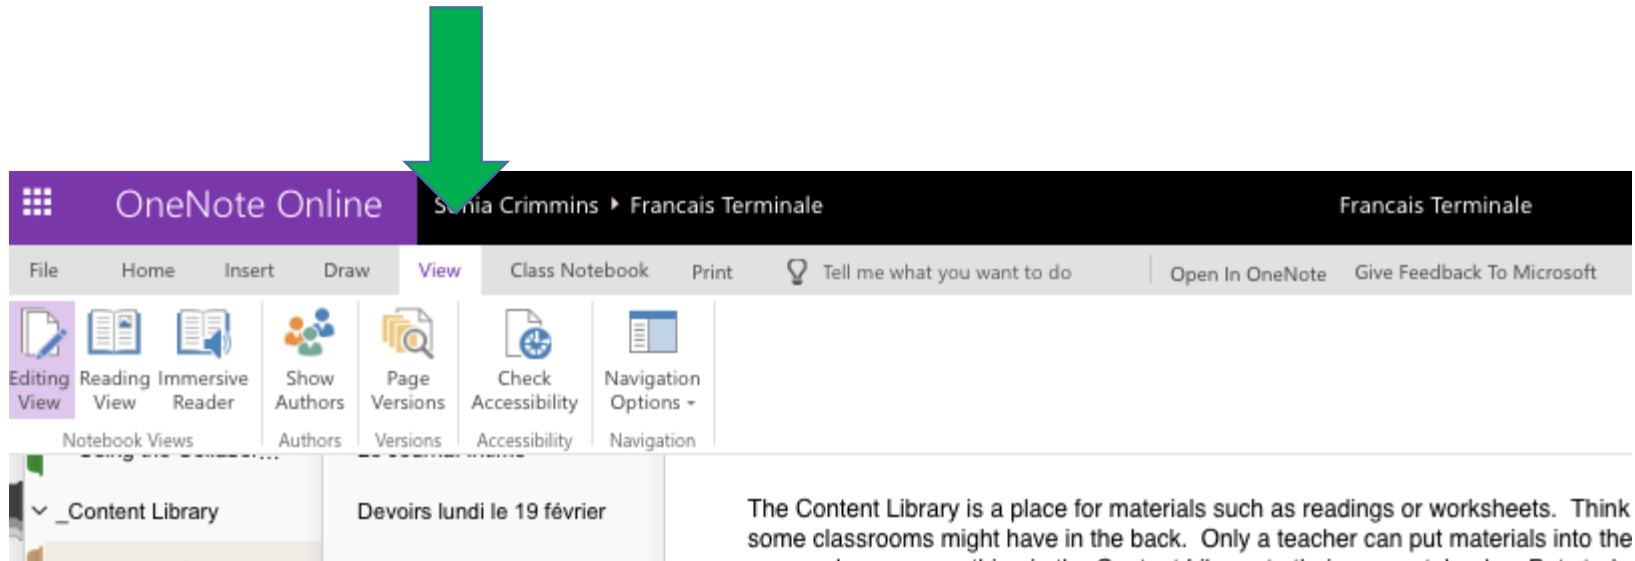 OneNote Online
Sonia Crimmins ▸ Francais Terminale
Francais Terminale
File Home Insert Draw View Class Notebook Print Tell me what you want to do Open In OneNote Give Feedback To Microsoft
Editing View
Reading View
Immersive Reader
Show Authors
Page Versions
Check Accessibility
Navigation Options
Notebook Views Authors Versions Accessibility Navigation
_Content Library
Devoirs lundi le 19 février
The Content Library is a place for materials such as readings or worksheets. Think
some classrooms might have in the back. Only a teacher can put materials into the